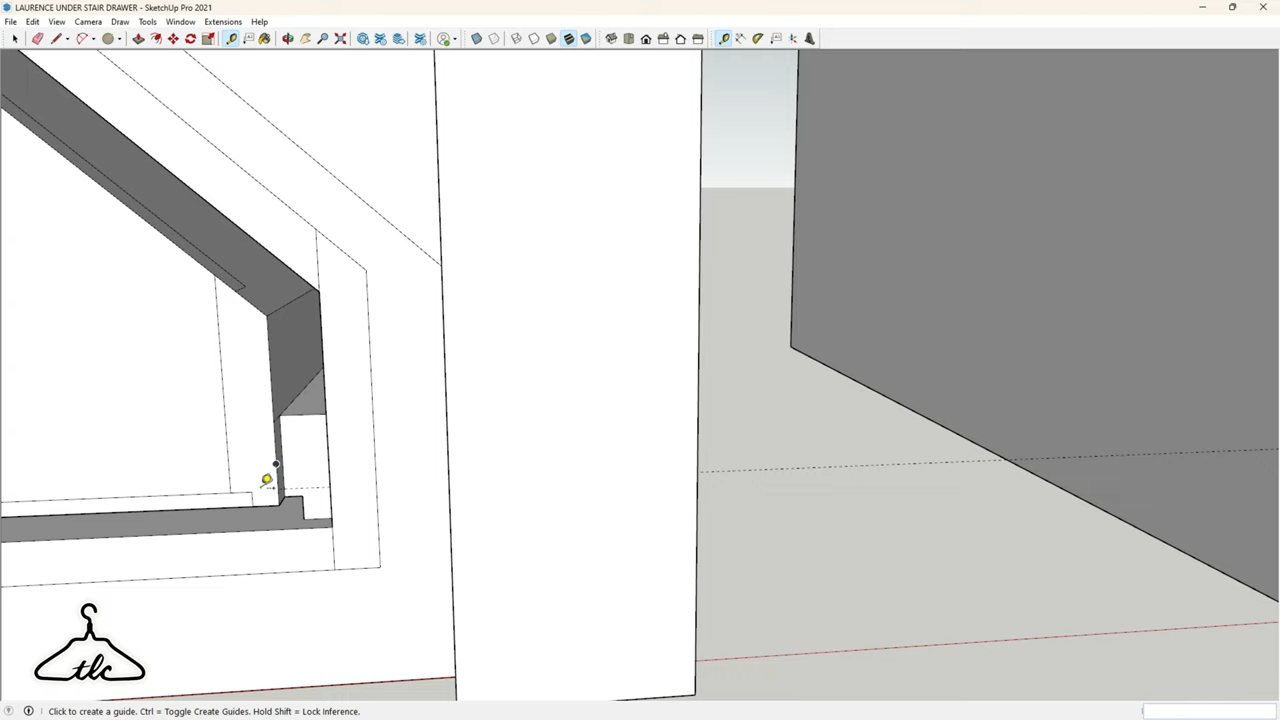 LAURENCE UNDER STAIR DRAWER - SketchUp Pro 2021
File Edit View Camera Draw Tools Window Extensions Help
tlc
Click to create a guide. Ctrl = Toggle Create Guides. Hold Shift = Lock Inference.